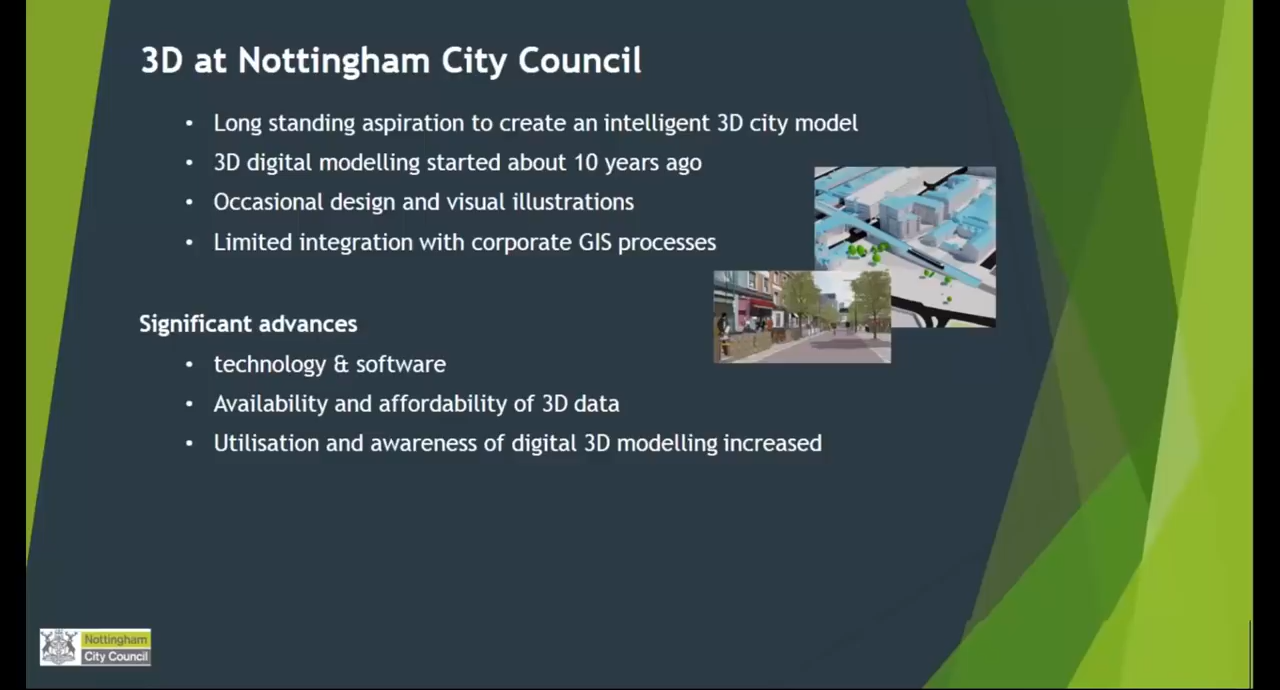 3D at Nottingham City Council
• Long standing aspiration to create an intelligent 3D city model
• 3D digital modelling started about 10 years ago
• Occasional design and visual illustrations
• Limited integration with corporate GIS processes
Significant advances
• technology & software
• Availability and affordability of 3D data
• Utilisation and awareness of digital 3D modelling increased
Nottingham
City Council